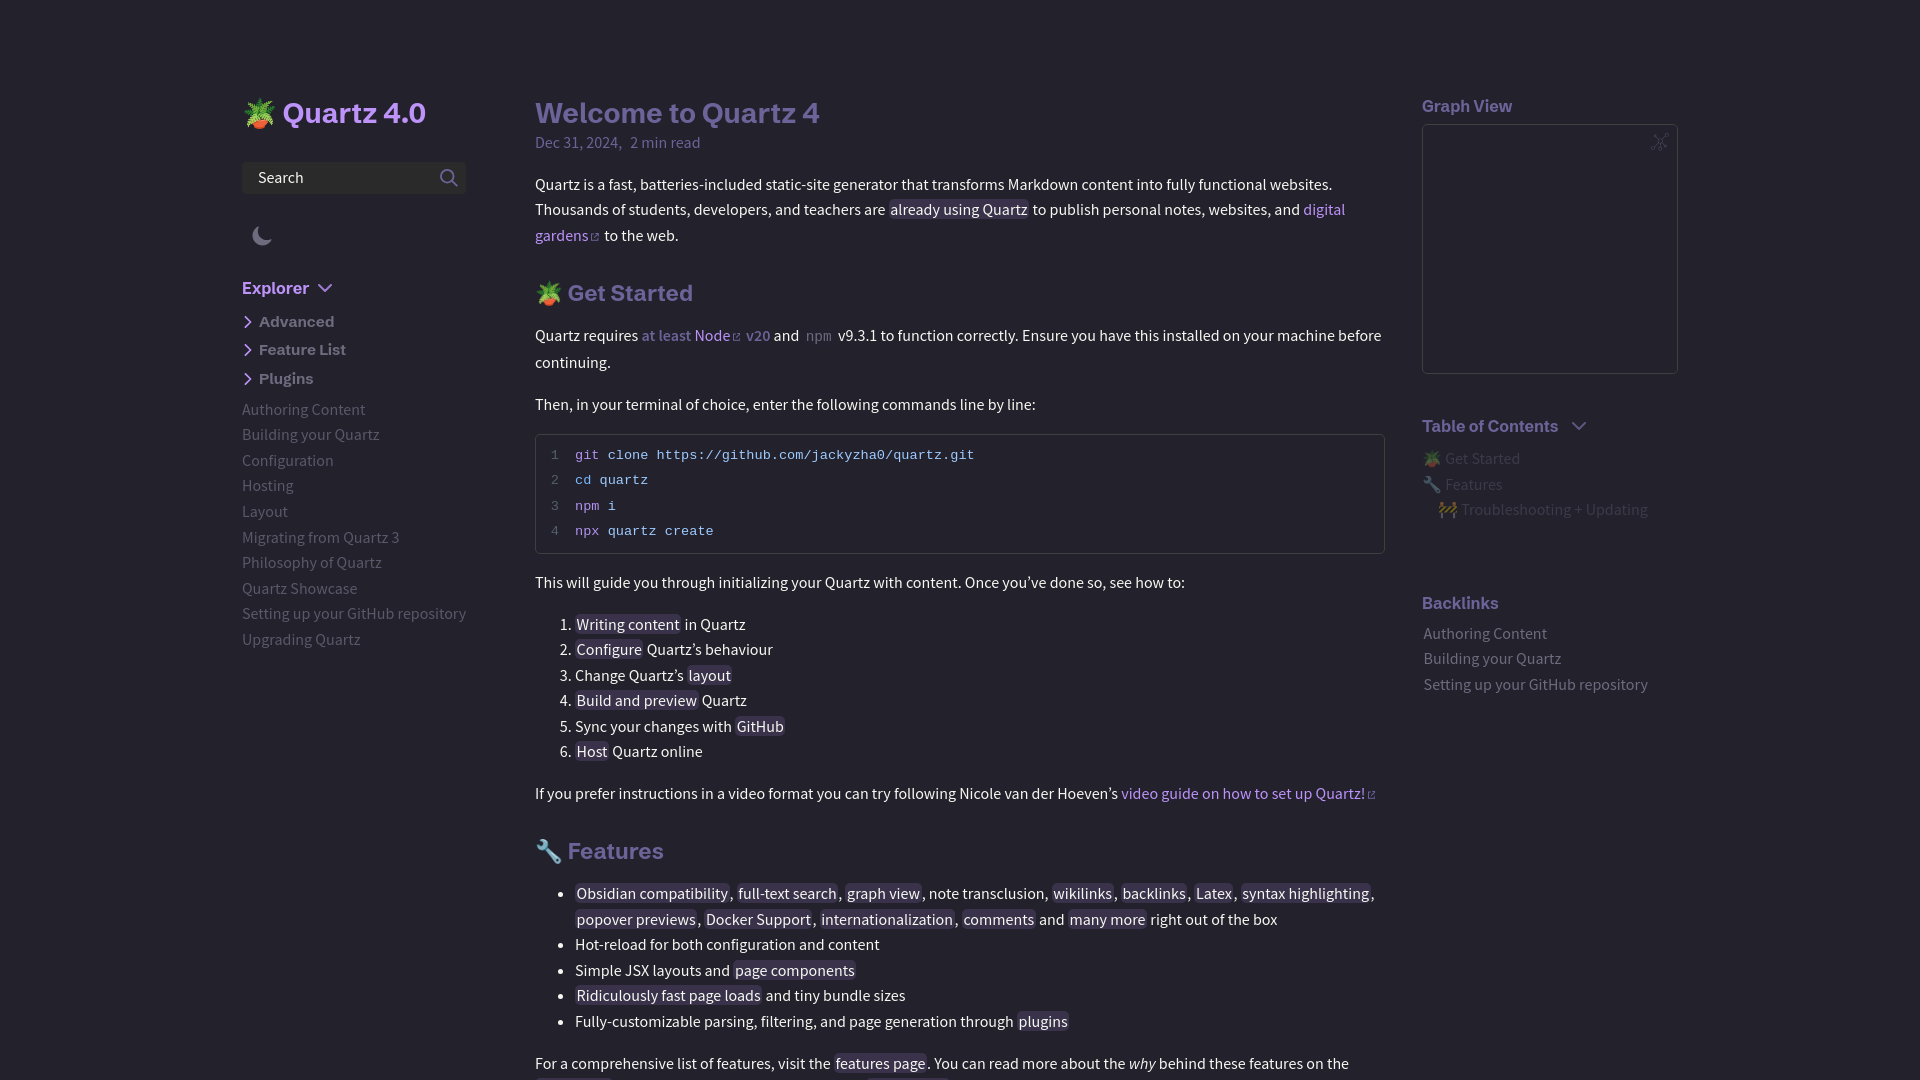 🪴 Quartz 4.0
Search
Explorer
Advanced
Feature List
Plugins
Authoring Content
Building your Quartz
Configuration
Hosting
Layout
Migrating from Quartz 3
Philosophy of Quartz
Quartz Showcase
Setting up your GitHub repository
Upgrading Quartz
Welcome to Quartz 4
Dec 31, 2024, 2 min read
Quartz is a fast, batteries-included static-site generator that transforms Markdown content into fully functional websites.
Thousands of students, developers, and teachers are already using Quartz to publish personal notes, websites, and digital
gardens to the web.
🪴 Get Started
Quartz requires at least Node v20 and npm v9.3.1 to function correctly. Ensure you have this installed on your machine before
continuing.
Then, in your terminal of choice, enter the following commands line by line:
1 git clone https://github.com/jackyzha0/quartz.git
2 cd quartz
3 npm i
4 npx quartz create
This will guide you through initializing your Quartz with content. Once you’ve done so, see how to:
1. Writing content in Quartz
2. Configure Quartz’s behaviour
3. Change Quartz’s layout
4. Build and preview Quartz
5. Sync your changes with GitHub
6. Host Quartz online
If you prefer instructions in a video format you can try following Nicole van der Hoeven’s video guide on how to set up Quartz!
🔧 Features
• Obsidian compatibility, full-text search, graph view, note transclusion, wikilinks, backlinks, Latex, syntax highlighting,
popover previews, Docker Support, internationalization, comments and many more right out of the box
• Hot-reload for both configuration and content
• Simple JSX layouts and page components
• Ridiculously fast page loads and tiny bundle sizes
• Fully-customizable parsing, filtering, and page generation through plugins
For a comprehensive list of features, visit the features page. You can read more about the why behind these features on the
Graph View
Table of Contents
🪴 Get Started
🔧 Features
🚧 Troubleshooting + Updating
Backlinks
Authoring Content
Building your Quartz
Setting up your GitHub repository